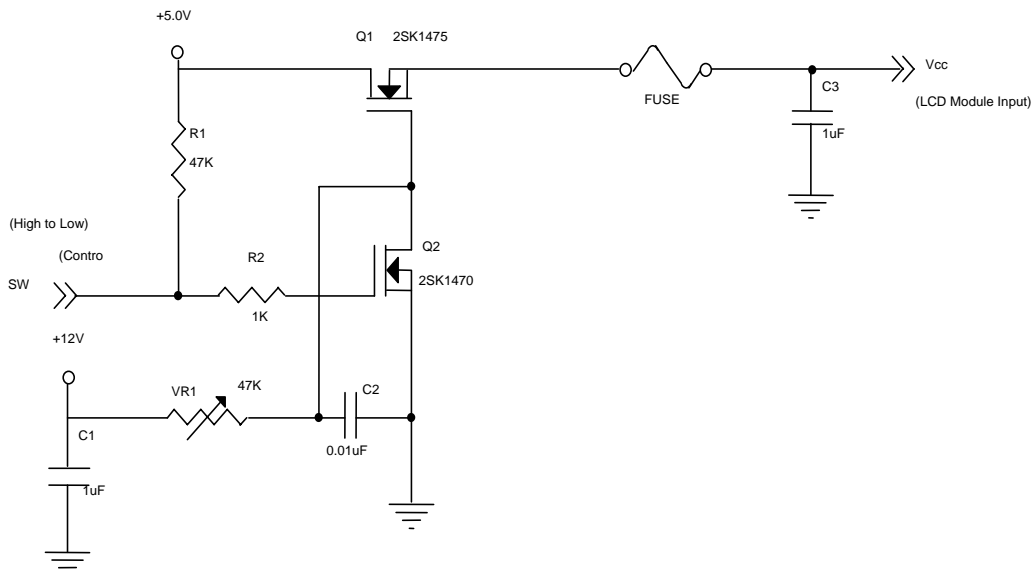 +5.0V
Q1 2SK1475
Vcc
C3
FUSE
(LCD Module Input)
R1
1uF
47K
(High to Low)
(Contro
Q2
R2
SW
2SK1470
1K
+12V
47K
VR1
C2
C1
0.01uF
1uF